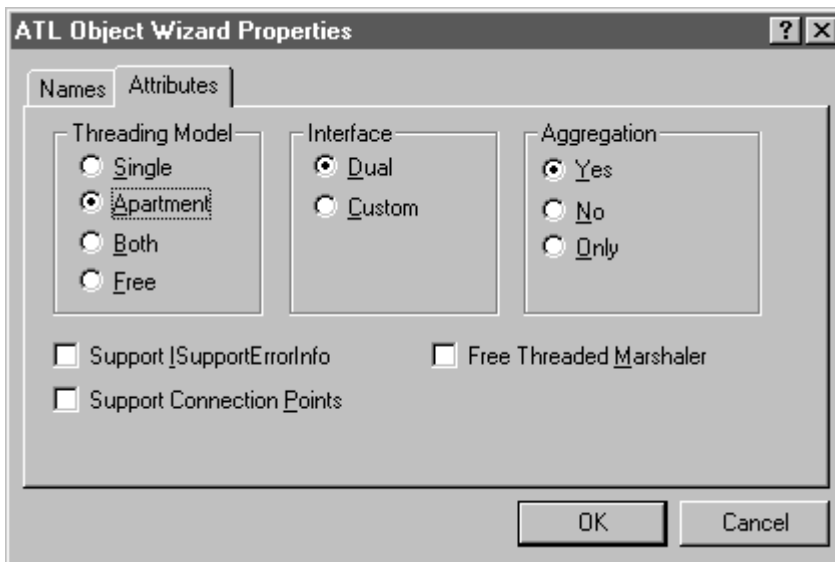 ATL Object Wizard Properties
Names Attributes
Threading Model
Single
Apartment
Both
Free
Interface
Dual
Custom
Aggregation
Yes
No
Only
Support ISupportErrorInfo
Free Threaded Marshaler
Support Connection Points
OK Cancel